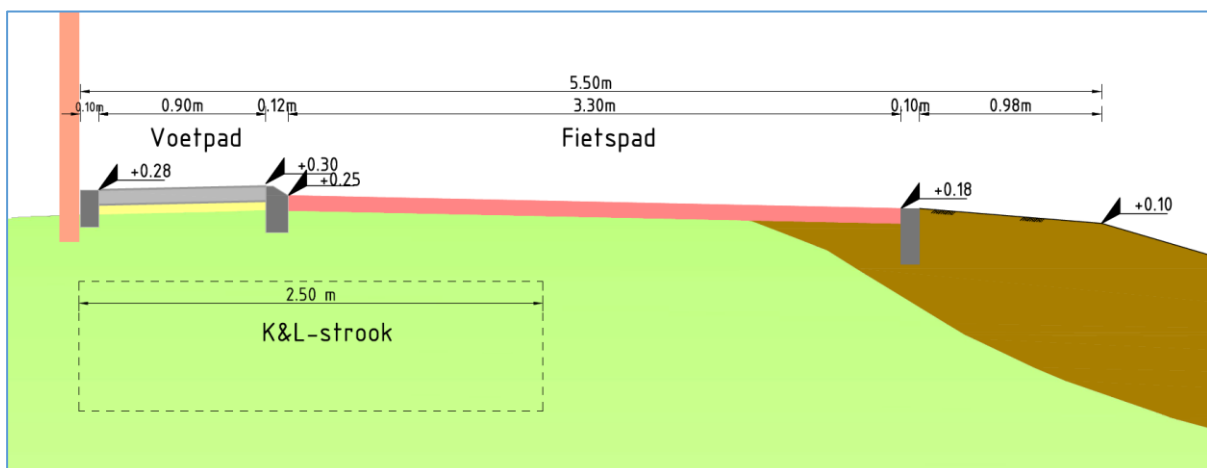 5.50m
0.10m 0.90m 0.12m 3.30m 0.10m 0.98m
Voetpad Fietspad
+0.28 +0.30
+0.25
+0.18
+0.10
2.50 m
K&L-strook